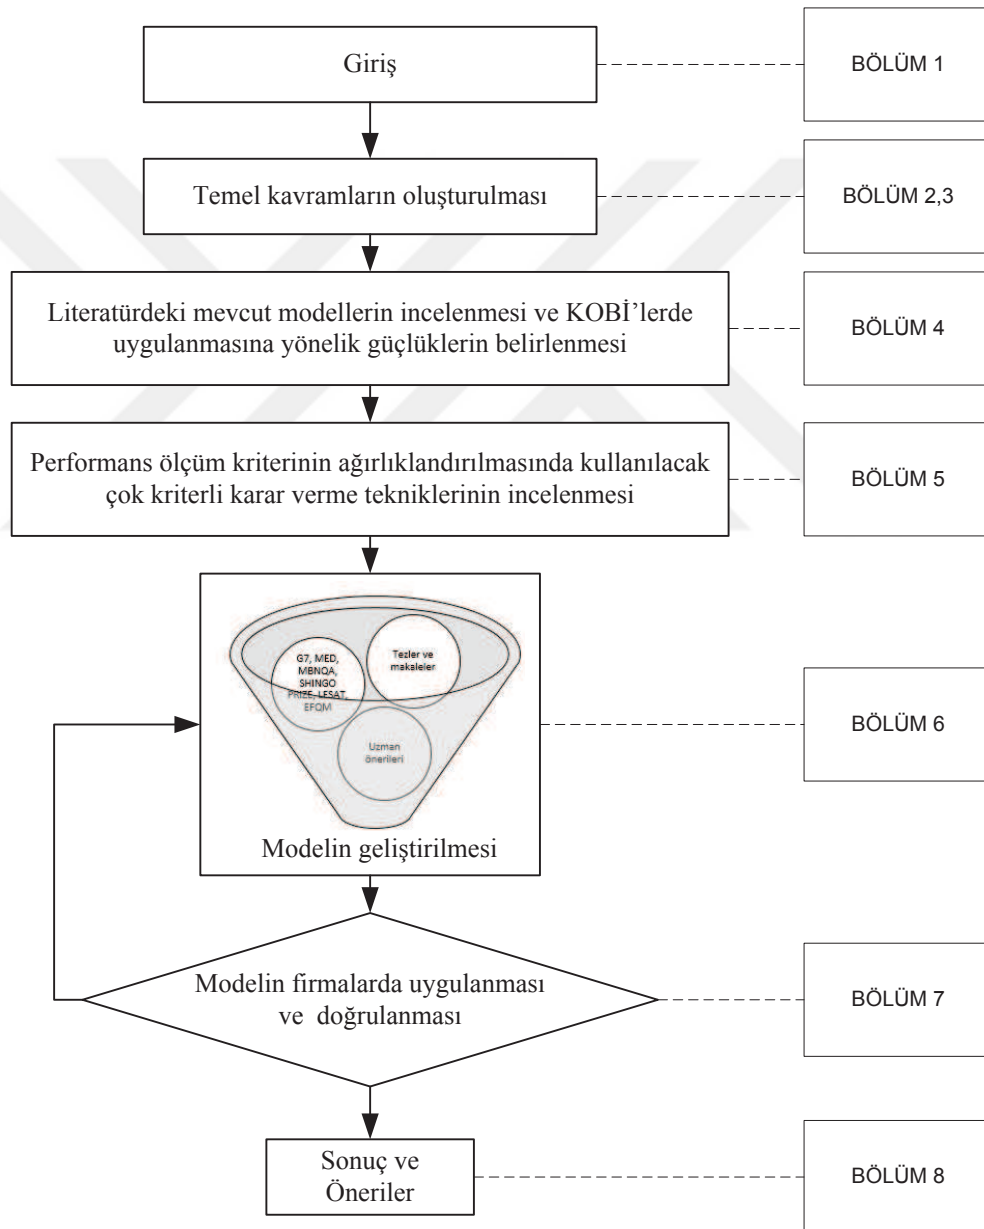 Giriş
BÖLÜM 1
Temel kavramların oluşturulması
BÖLÜM 2,3
Literatürdeki mevcut modellerin incelenmesi ve KOBİ’lerde
uygulanmasına yönelik güçlüklerin belirlenmesi
BÖLÜM 4
Performans ölçüm kriterinin ağırlıklandırılmasında kullanılacak
çok kriterli karar verme tekniklerinin incelenmesi
BÖLÜM 5
G7, MED,
MBNQA,
SHINGO
PRIZE, LESAT,
EFQM
Tezler ve
makaleler
Uzman
önerileri
Modelin geliştirilmesi
BÖLÜM 6
Modelin firmalarda uygulanması
ve doğrulanması
BÖLÜM 7
Sonuç ve
Öneriler
BÖLÜM 8